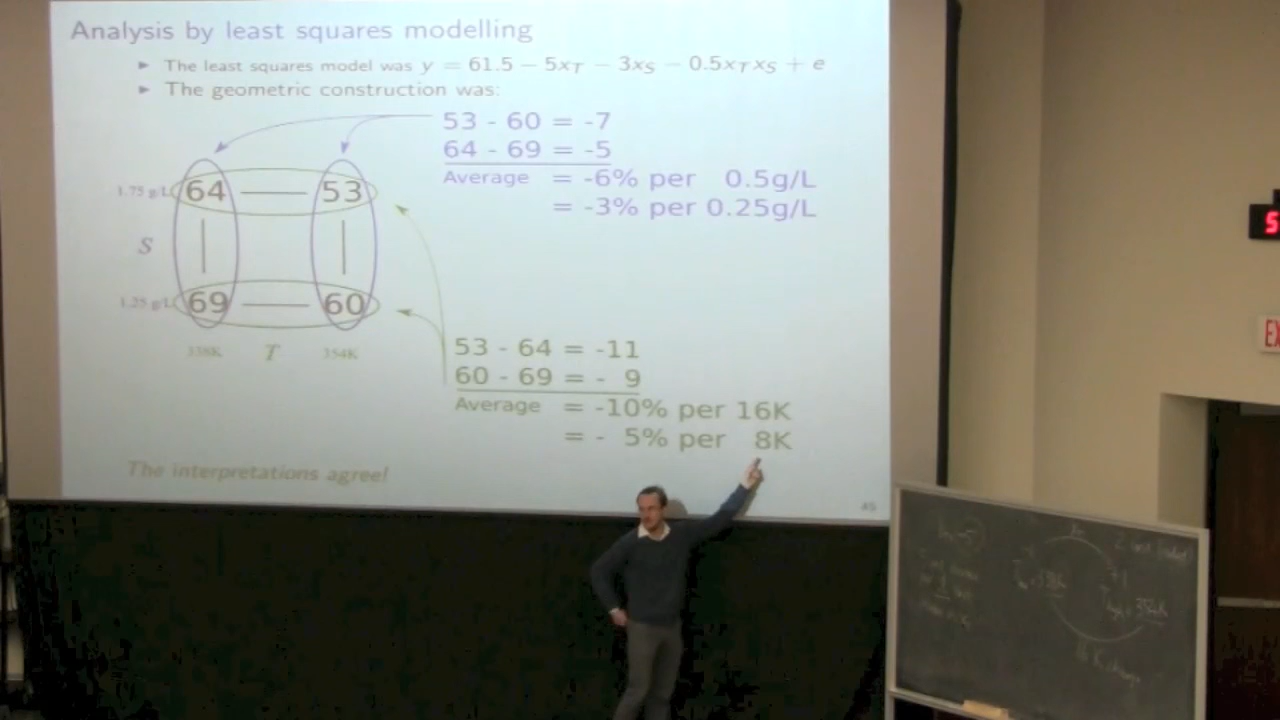 Analysis by least squares modelling
► The least squares model was y = 61.5 − 5x_T − 3x_S − 0.5x_T x_S + e
► The geometric construction was:
53 - 60 = -7
64 - 69 = -5
Average = -6% per 0.5g/L
= -3% per 0.25g/L
1.75 g/L 64 53
S
1.25 g/L 69 60
338K T 354K
53 - 64 = -11
60 - 69 = - 9
Average = -10% per 16K
= - 5% per 8K
The interpretations agree!